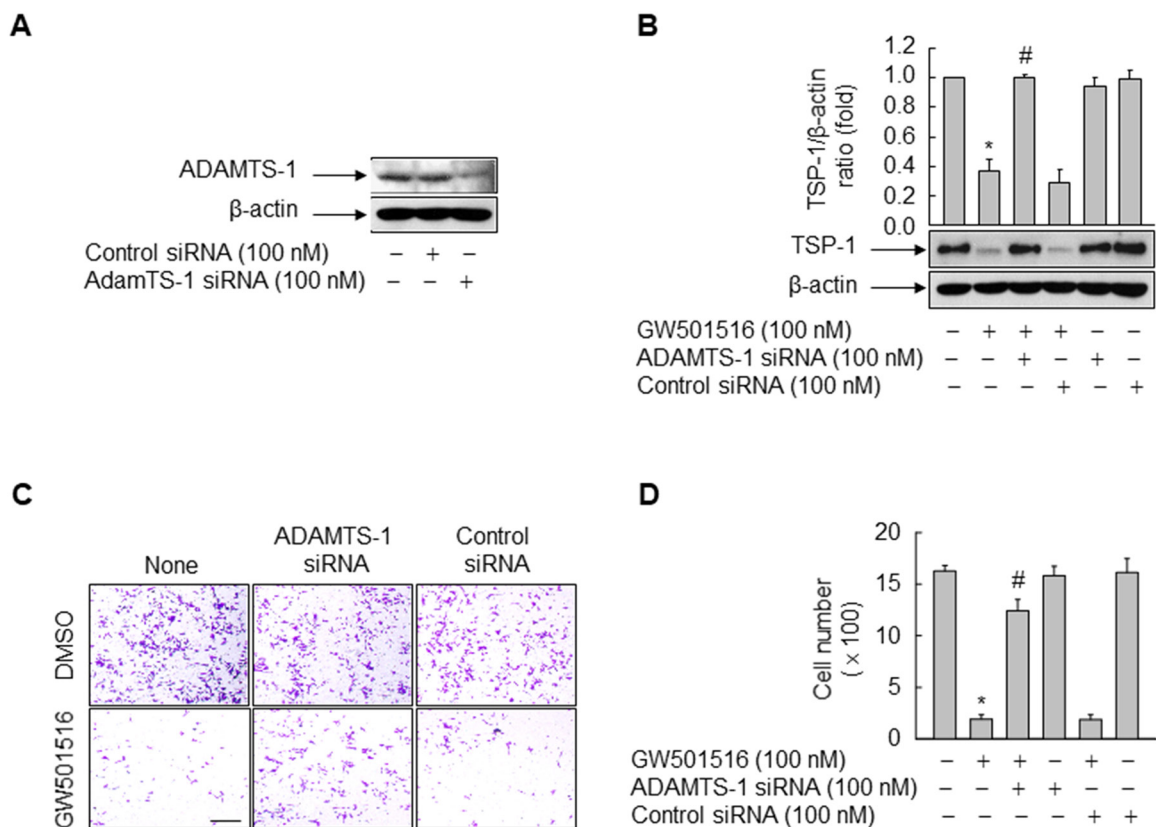 A
ADAMTS-1
β-actin
Control siRNA (100 nM) – + –
AdamTS-1 siRNA (100 nM) – – +
B
TSP-1/β-actin
ratio (fold)
1.2
1.0
0.8
0.6
0.4
0.2
0.0
*
#
TSP-1
β-actin
GW501516 (100 nM) – + + + – –
ADAMTS-1 siRNA (100 nM) – – + – + –
Control siRNA (100 nM) – – – + – +
C
None
ADAMTS-1
siRNA
Control
siRNA
DMSO
GW501516
D
Cell number
( × 100)
20
15
10
5
0
*
#
GW501516 (100 nM) – + + – + –
ADAMTS-1 siRNA (100 nM) – – + + – –
Control siRNA (100 nM) – – – – + +